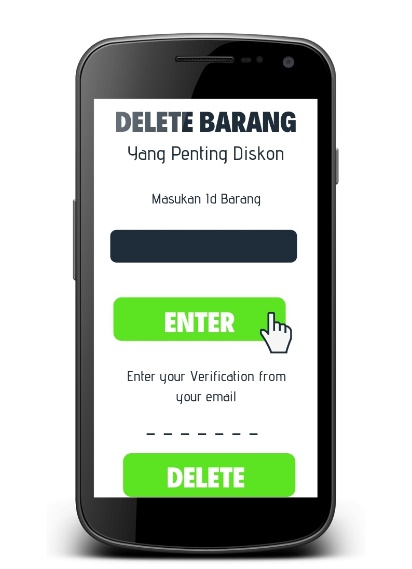 DELETE BARANG
Yang Penting Diskon
Masukan Id Barang
ENTER
Enter your Verification from
your email
_ _ _ _ _ _ _
DELETE